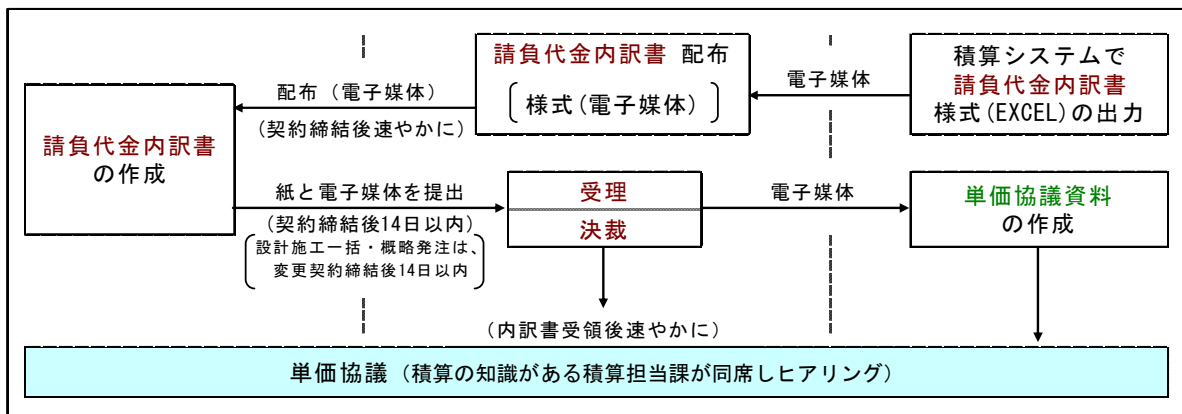 請負代金内訳書 配布
様式(電子媒体)
電子媒体
積算システムで
請負代金内訳書
様式(EXCEL)の出力
配布（電子媒体）
(契約締結後速やかに)
請負代金内訳書
の作成
紙と電子媒体を提出
(契約締結後14日以内)
設計施工一括・概略発注は、
変更契約締結後14日以内
受理
決裁
電子媒体
単価協議資料
の作成
(内訳書受領後速やかに)
単価協議（積算の知識がある積算担当課が同席しヒアリング）